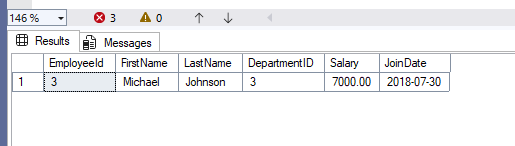 146 % 3 0
Results Messages
EmployeeId FirstName LastName DepartmentID Salary JoinDate
1 3 Michael Johnson 3 7000.00 2018-07-30